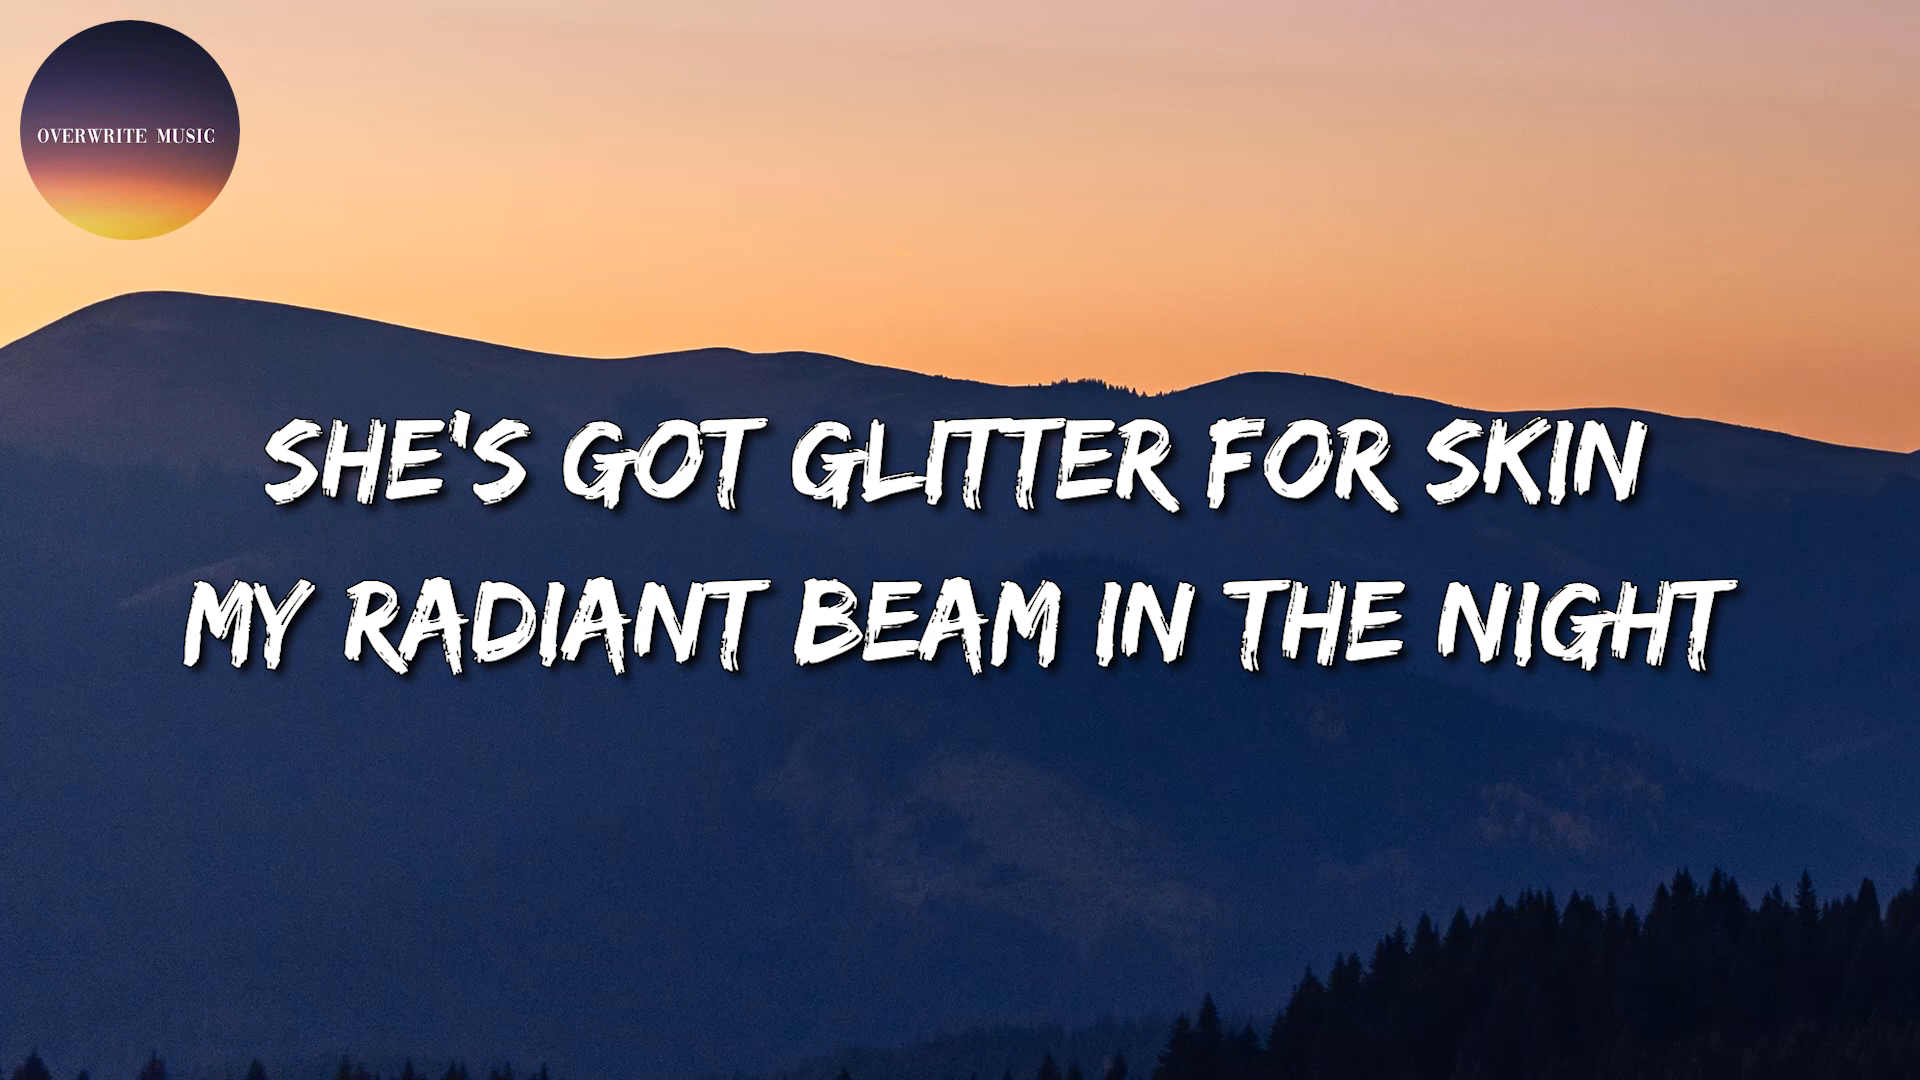 OVERWRITE MUSIC
SHE'S GOT GLITTER FOR SKIN
MY RADIANT BEAM IN THE NIGHT